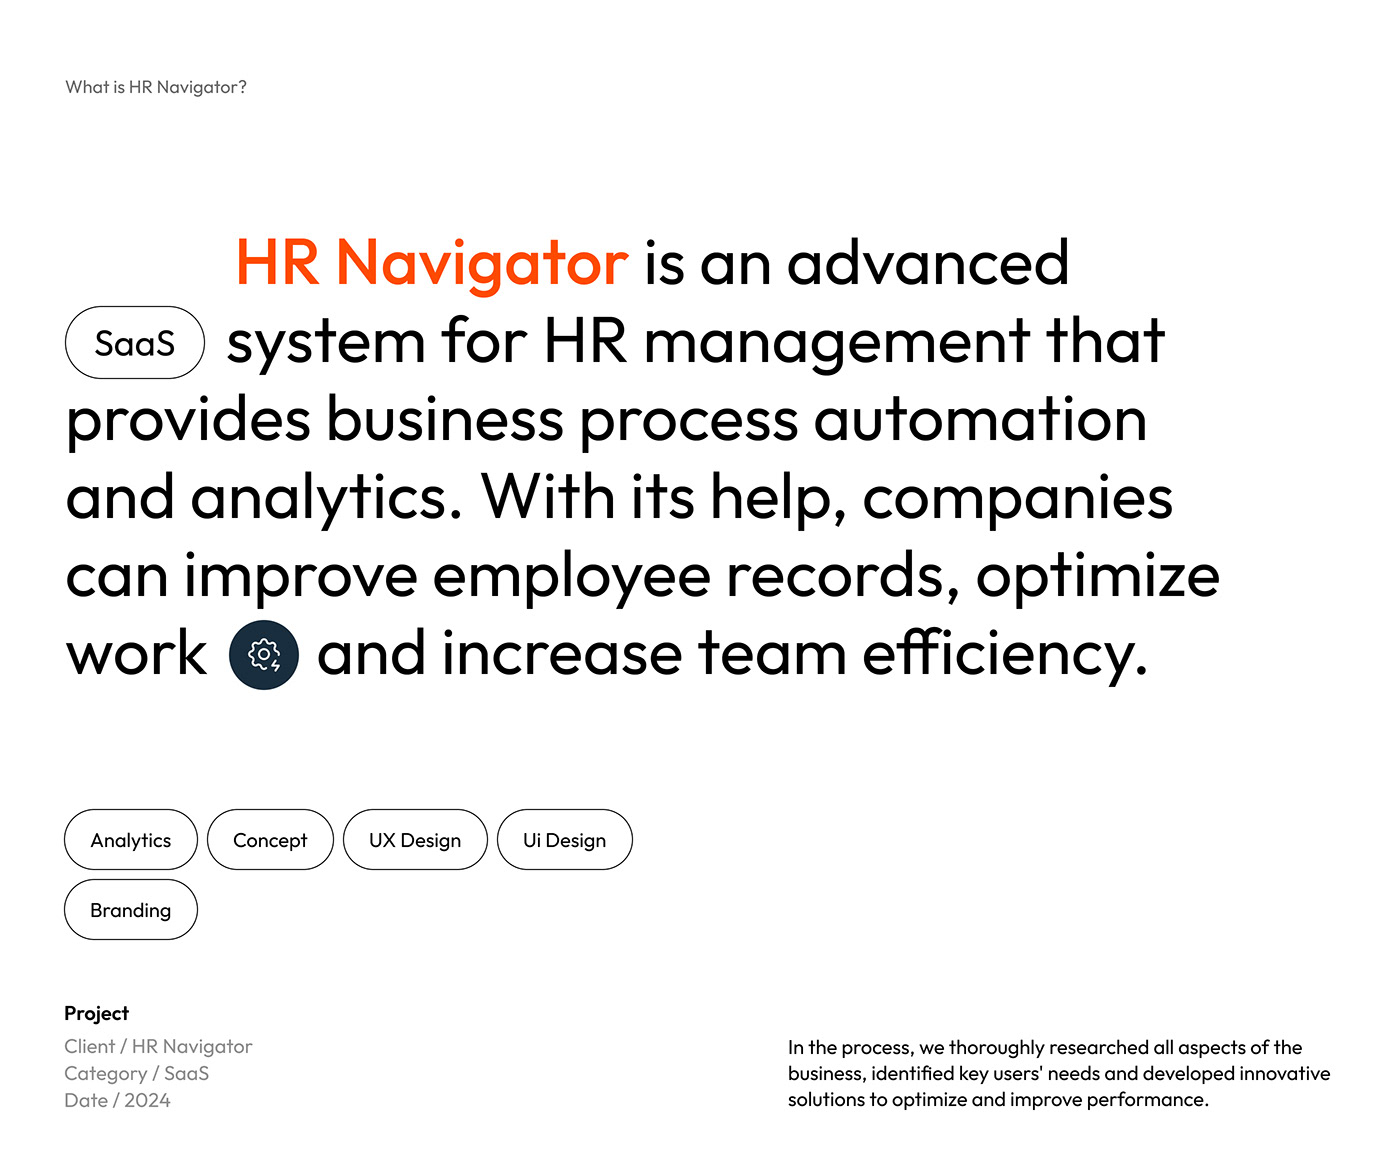 What is HR Navigator?
HR Navigator is an advanced
SaaS system for HR management that
provides business process automation
and analytics. With its help, companies
can improve employee records, optimize
work and increase team efficiency.
Analytics Concept UX Design Ui Design
Branding
Project
Client / HR Navigator
Category / SaaS
Date / 2024
In the process, we thoroughly researched all aspects of the
business, identified key users' needs and developed innovative
solutions to optimize and improve performance.